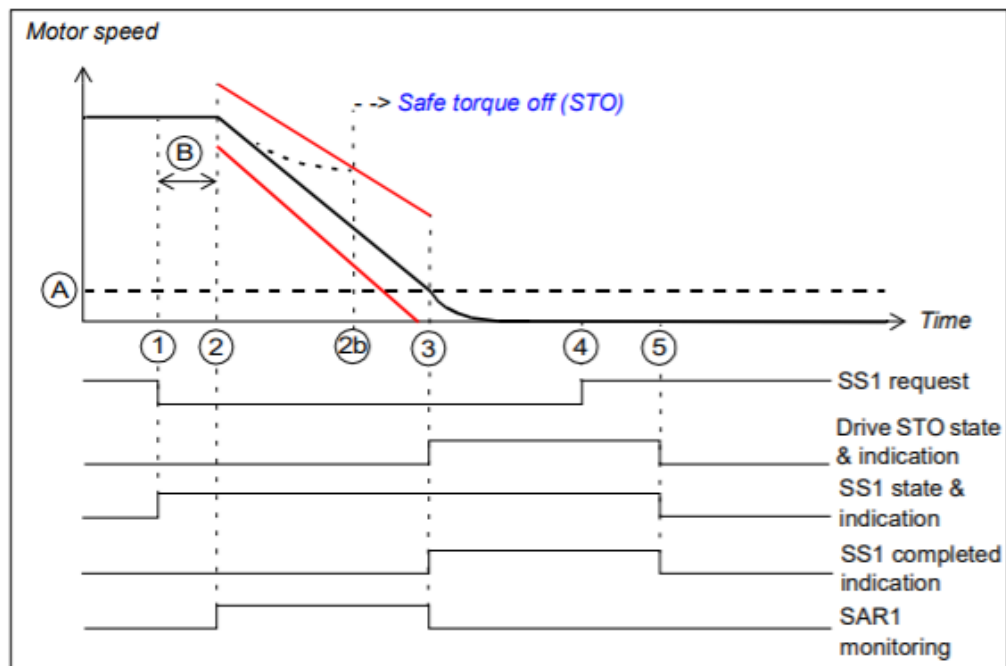 Motor speed
--> Safe torque off (STO)
B
A
Time
1
2
2b
3
4
5
SS1 request
Drive STO state
& indication
SS1 state &
indication
SS1 completed
indication
SAR1
monitoring